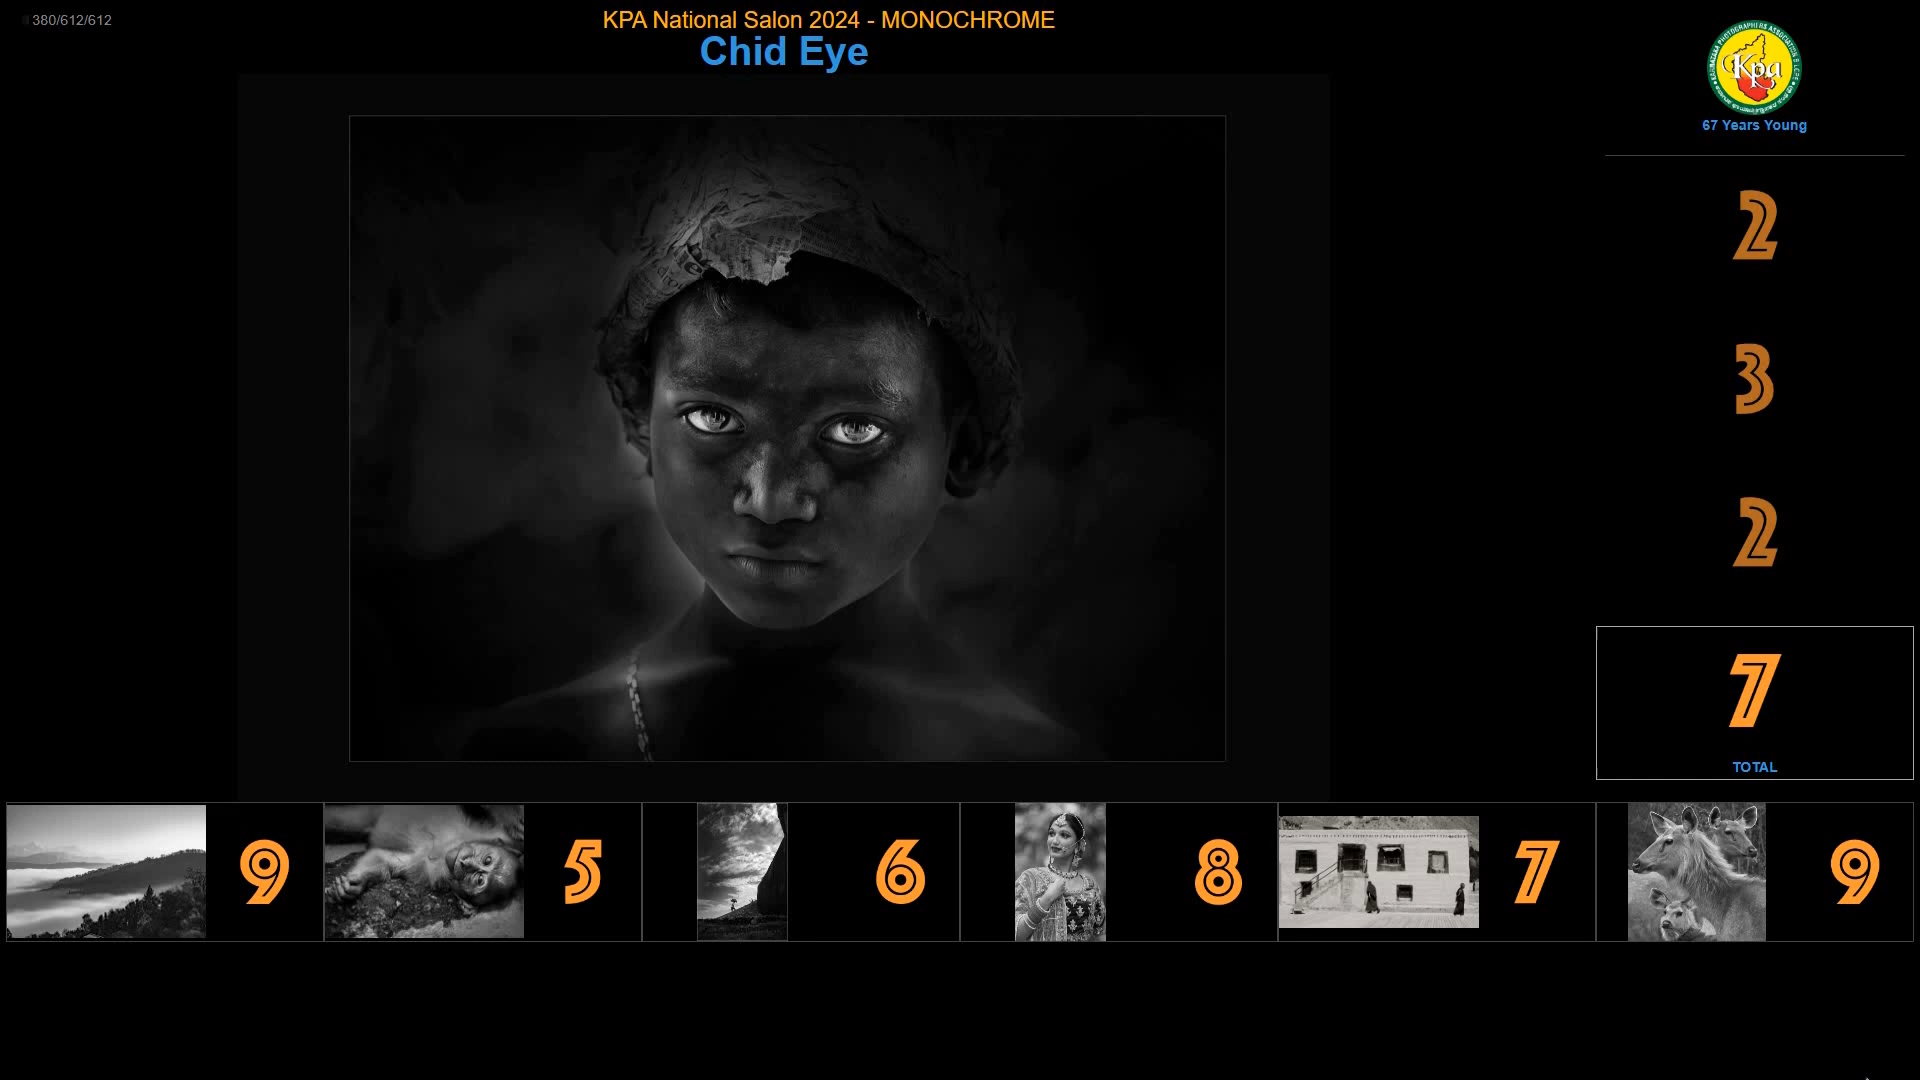 380/612/612
KPA National Salon 2024 - MONOCHROME
Chid Eye
Kpa
67 Years Young
2
3
2
7
TOTAL
9
5
6
8
7
9